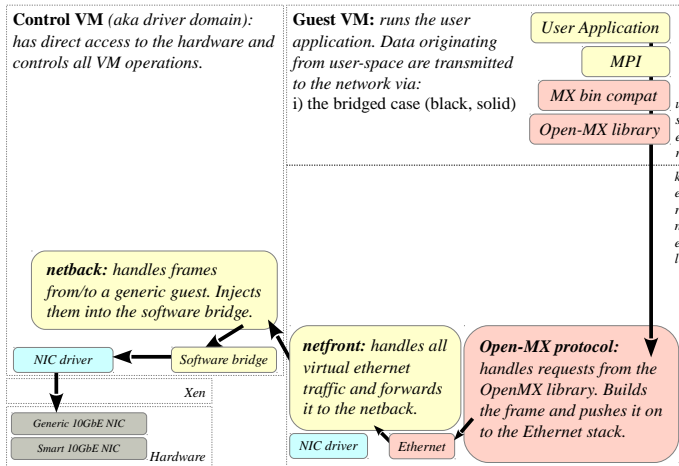 Control VM (aka driver domain):
has direct access to the hardware and
controls all VM operations.
Guest VM: runs the user
application. Data originating
from user-space are transmitted
to the network via:
i) the bridged case (black, solid)
User Application
MPI
MX bin compat
Open-MX library
u
s
e
r
k
e
r
n
e
l
netback: handles frames
from/to a generic guest. Injects
them into the software bridge.
NIC driver
Software bridge
netfront: handles all
virtual ethernet
traffic and forwards
it to the netback.
NIC driver
Ethernet
Open-MX protocol:
handles requests from the
OpenMX library. Builds
the frame and pushes it on
to the Ethernet stack.
Xen
Generic 10GbE NIC
Smart 10GbE NIC
Hardware